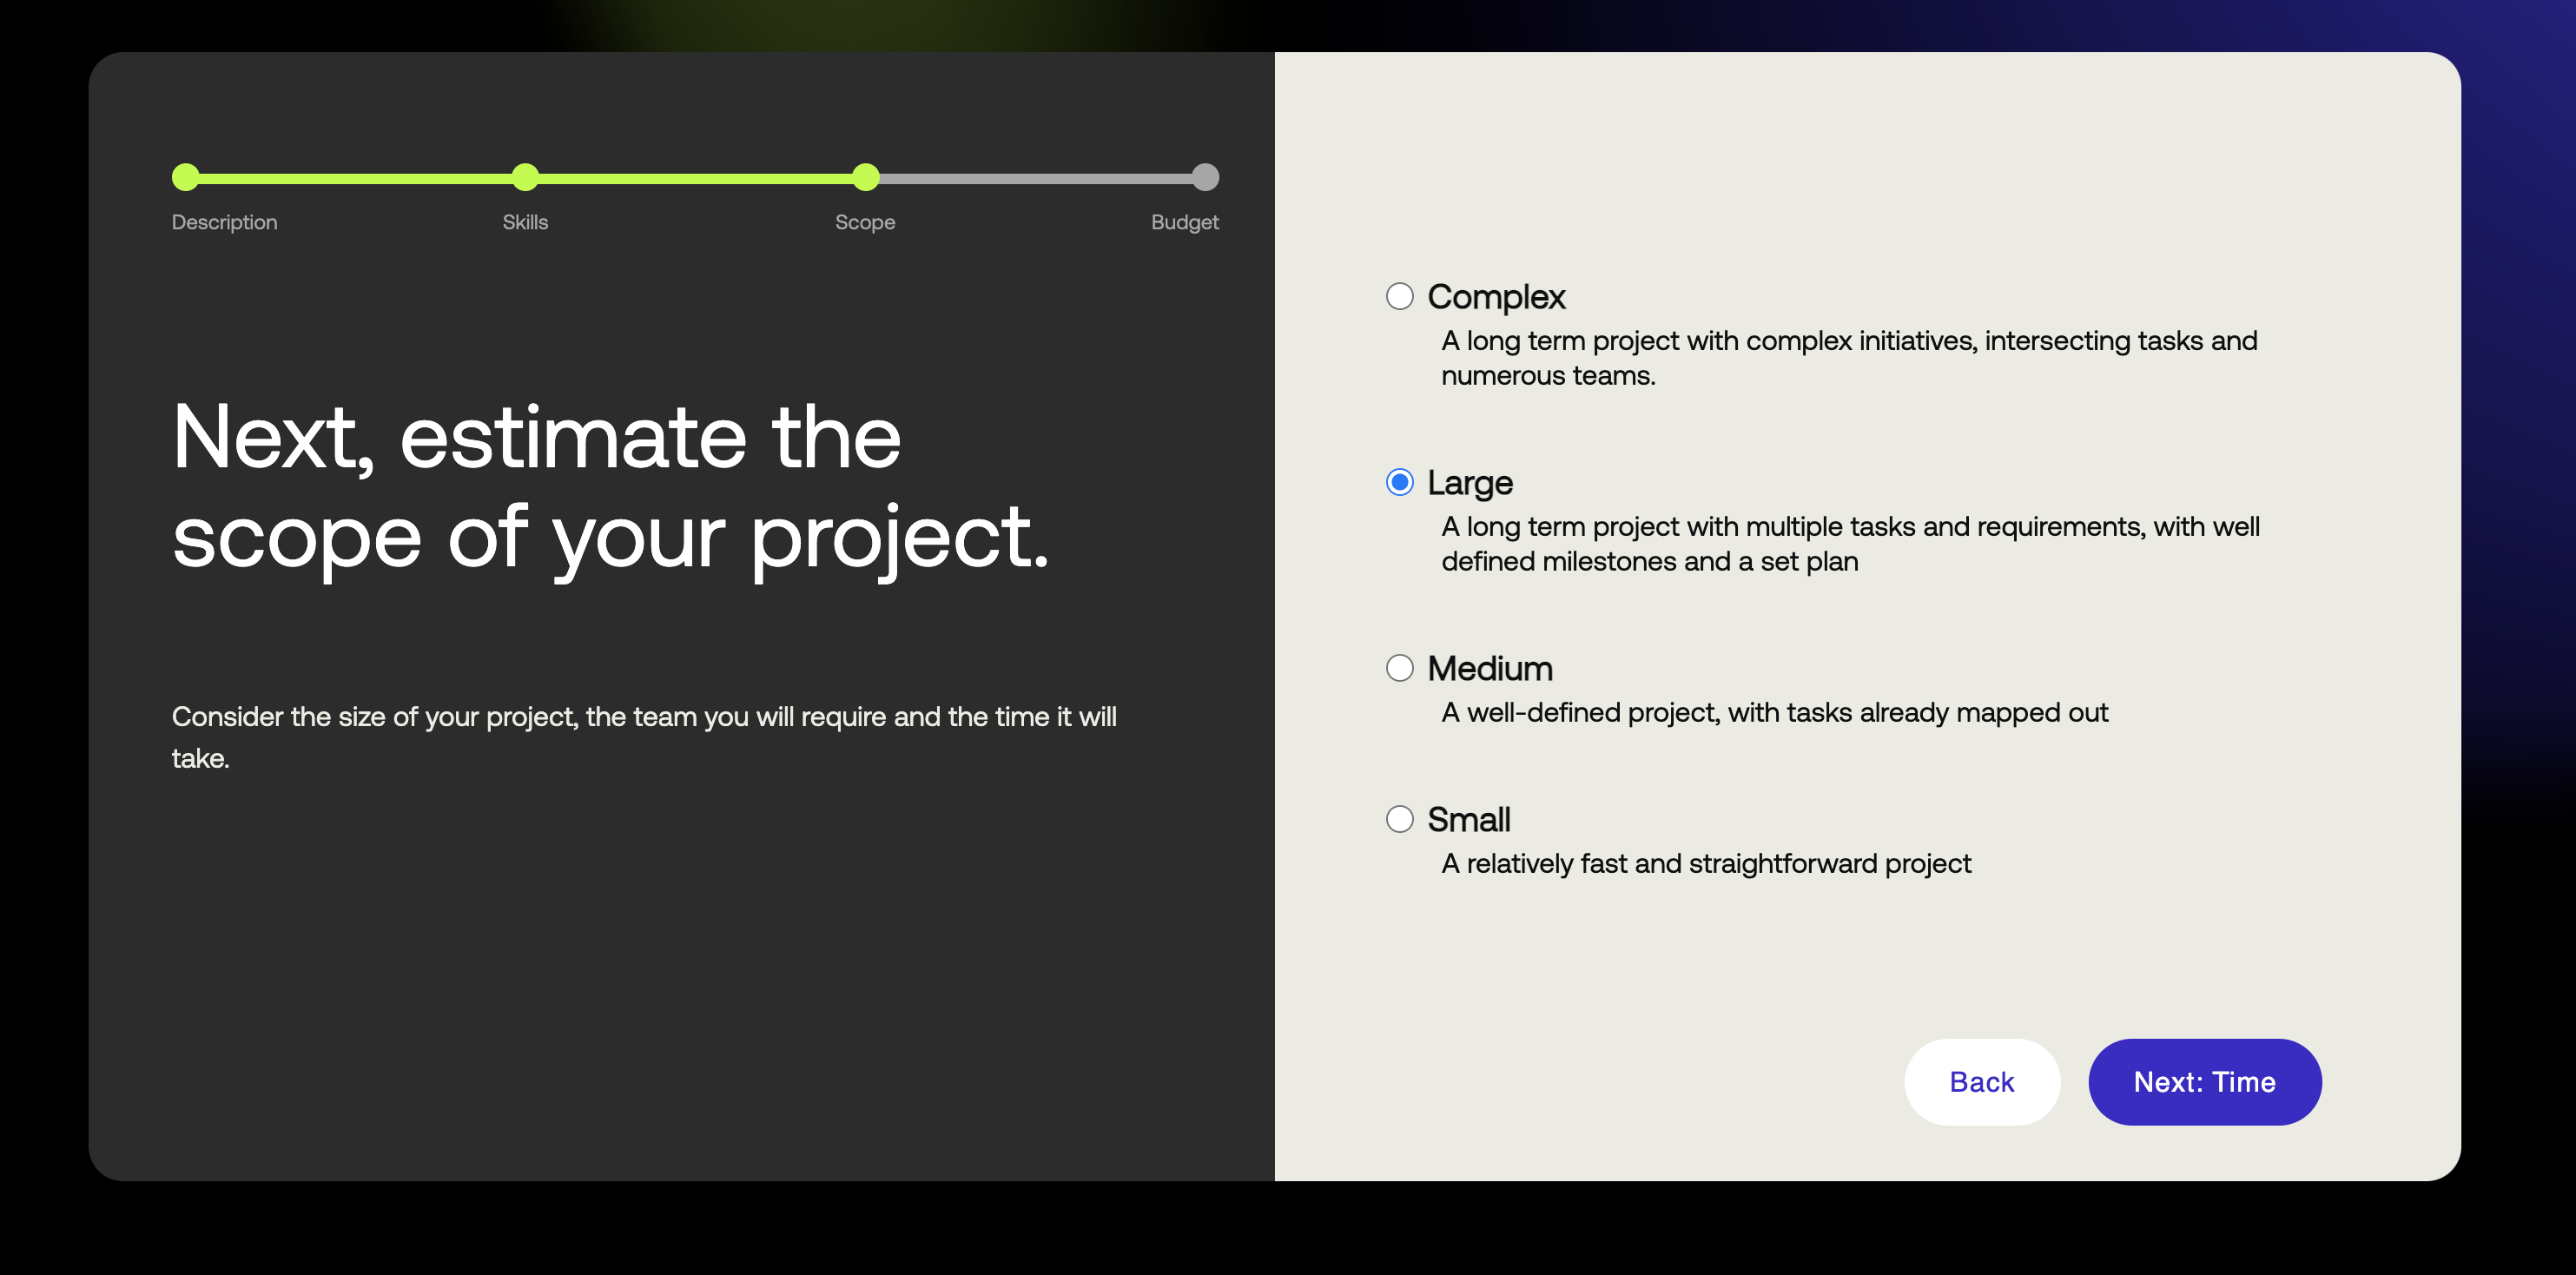 Description
Skills
Scope
Budget
Next, estimate the
scope of your project.
Consider the size of your project, the team you will require and the time it will
take.
Complex
A long term project with complex initiatives, intersecting tasks and
numerous teams.
Large
A long term project with multiple tasks and requirements, with well
defined milestones and a set plan
Medium
A well-defined project, with tasks already mapped out
Small
A relatively fast and straightforward project
Back
Next: Time